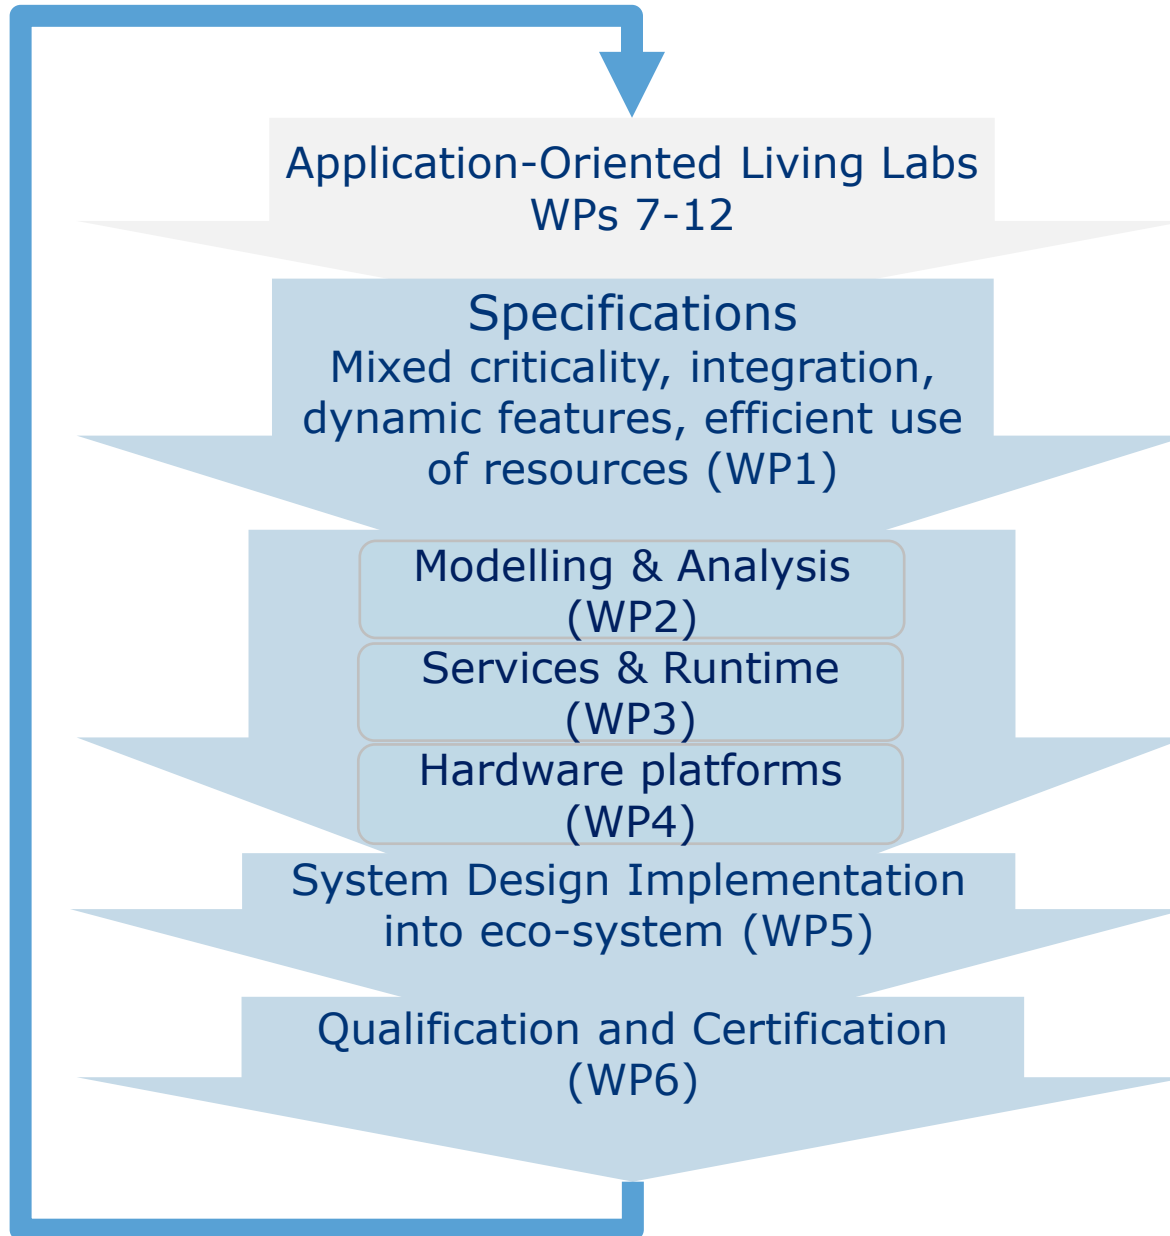 Application-Oriented Living Labs
WPs 7-12
Specifications
Mixed criticality, integration,
dynamic features, efficient use
of resources (WP1)
Modelling & Analysis
(WP2)
Services & Runtime
(WP3)
Hardware platforms
(WP4)
System Design Implementation
into eco-system (WP5)
Qualification and Certification
(WP6)